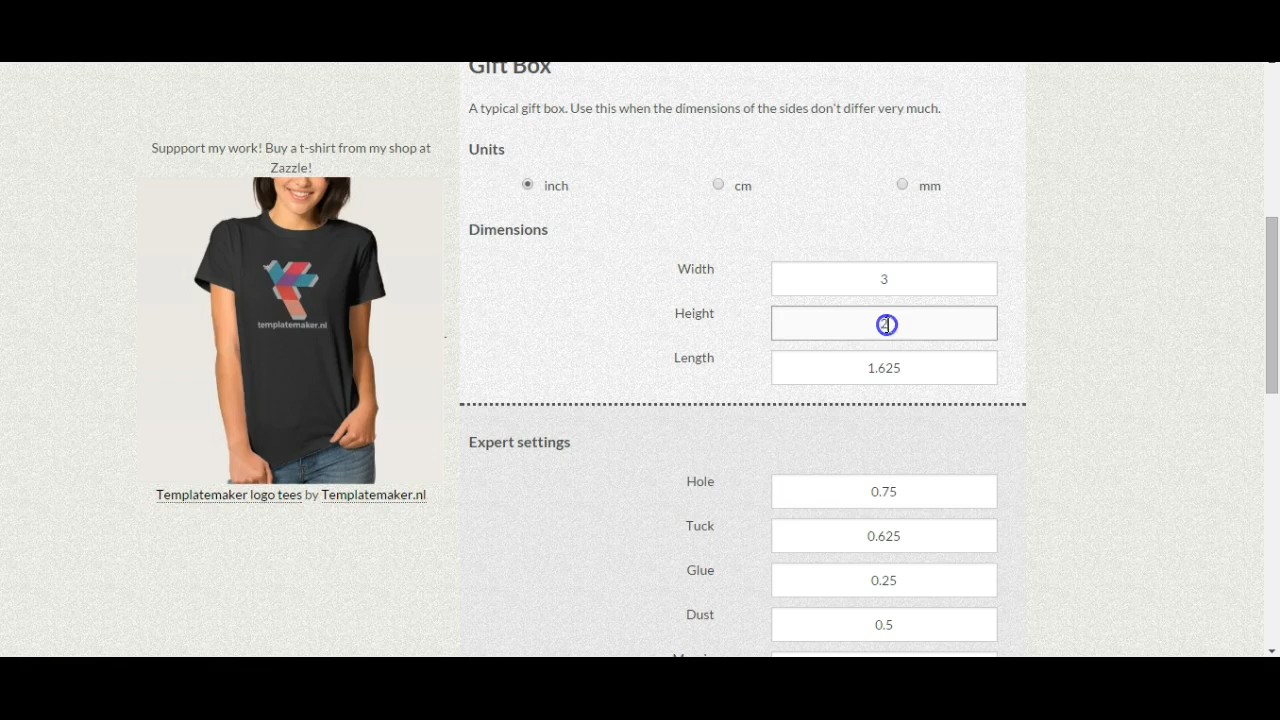 Gift Box
A typical gift box. Use this when the dimensions of the sides don't differ very much.
Suppport my work! Buy a t-shirt from my shop at
Zazzle!
templatemaker.nl
Templatemaker logo tees by Templatemaker.nl
Units
inch cm mm
Dimensions
Width 3
Height
Length 1.625
Expert settings
Hole 0.75
Tuck 0.625
Glue 0.25
Dust 0.5